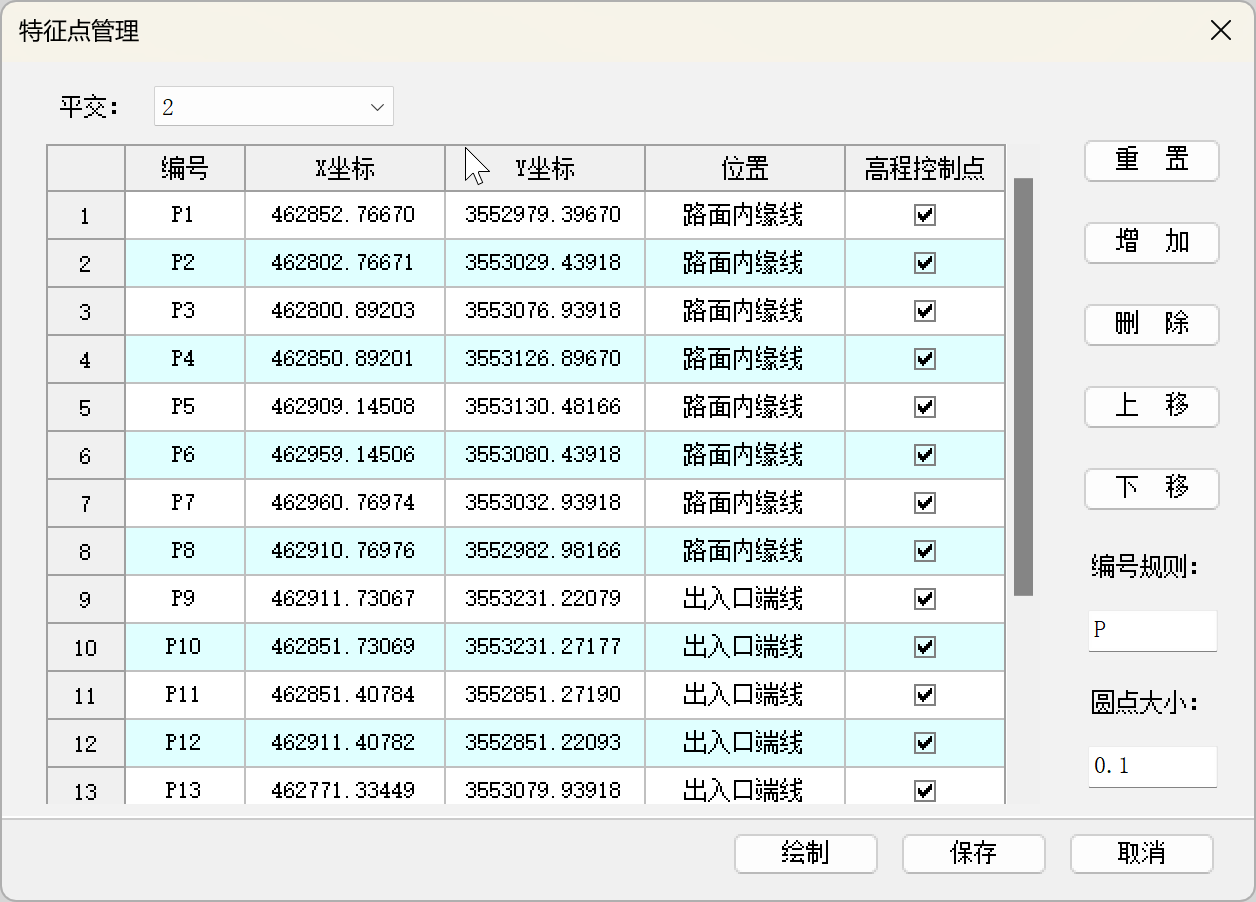 特征点管理
平交： 2
编号 X坐标 Y坐标 位置 高程控制点
1 P1 462852.76670 3552979.39670 路面内缘线
2 P2 462802.76671 3553029.43918 路面内缘线
3 P3 462800.89203 3553076.93918 路面内缘线
4 P4 462850.89201 3553126.89670 路面内缘线
5 P5 462909.14508 3553130.48166 路面内缘线
6 P6 462959.14506 3553080.43918 路面内缘线
7 P7 462960.76974 3553032.93918 路面内缘线
8 P8 462910.76976 3552982.98166 路面内缘线
9 P9 462911.73067 3553231.22079 出入口端线
10 P10 462851.73069 3553231.27177 出入口端线
11 P11 462851.40784 3552851.27190 出入口端线
12 P12 462911.40782 3552851.22093 出入口端线
13 P13 462771.33449 3553079.93918 出入口端线
重 置
增 加
删 除
上 移
下 移
编号规则：
P
圆点大小：
0.1
绘制 保存 取消